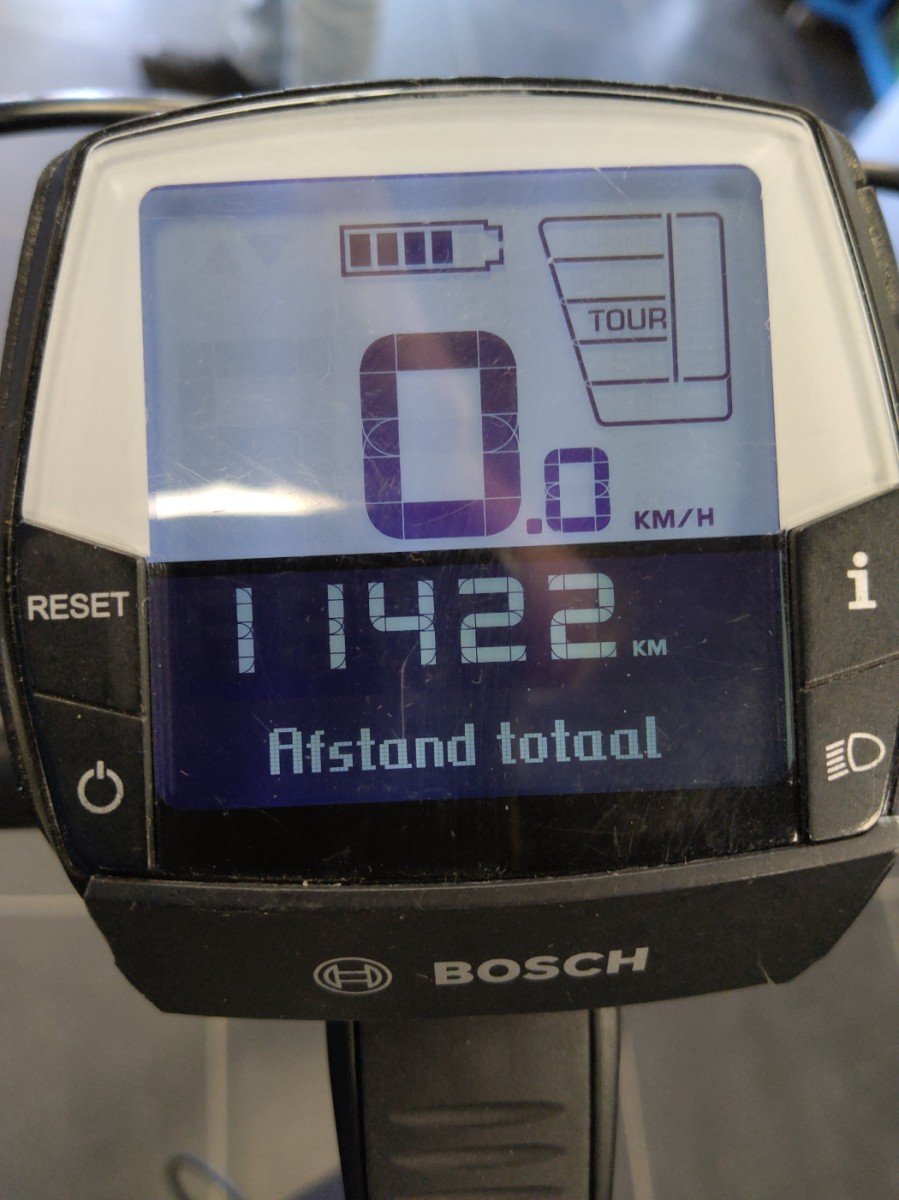 TOUR
0.0 KM/H
RESET
i
11422 KM
Afstand totaal
BOSCH